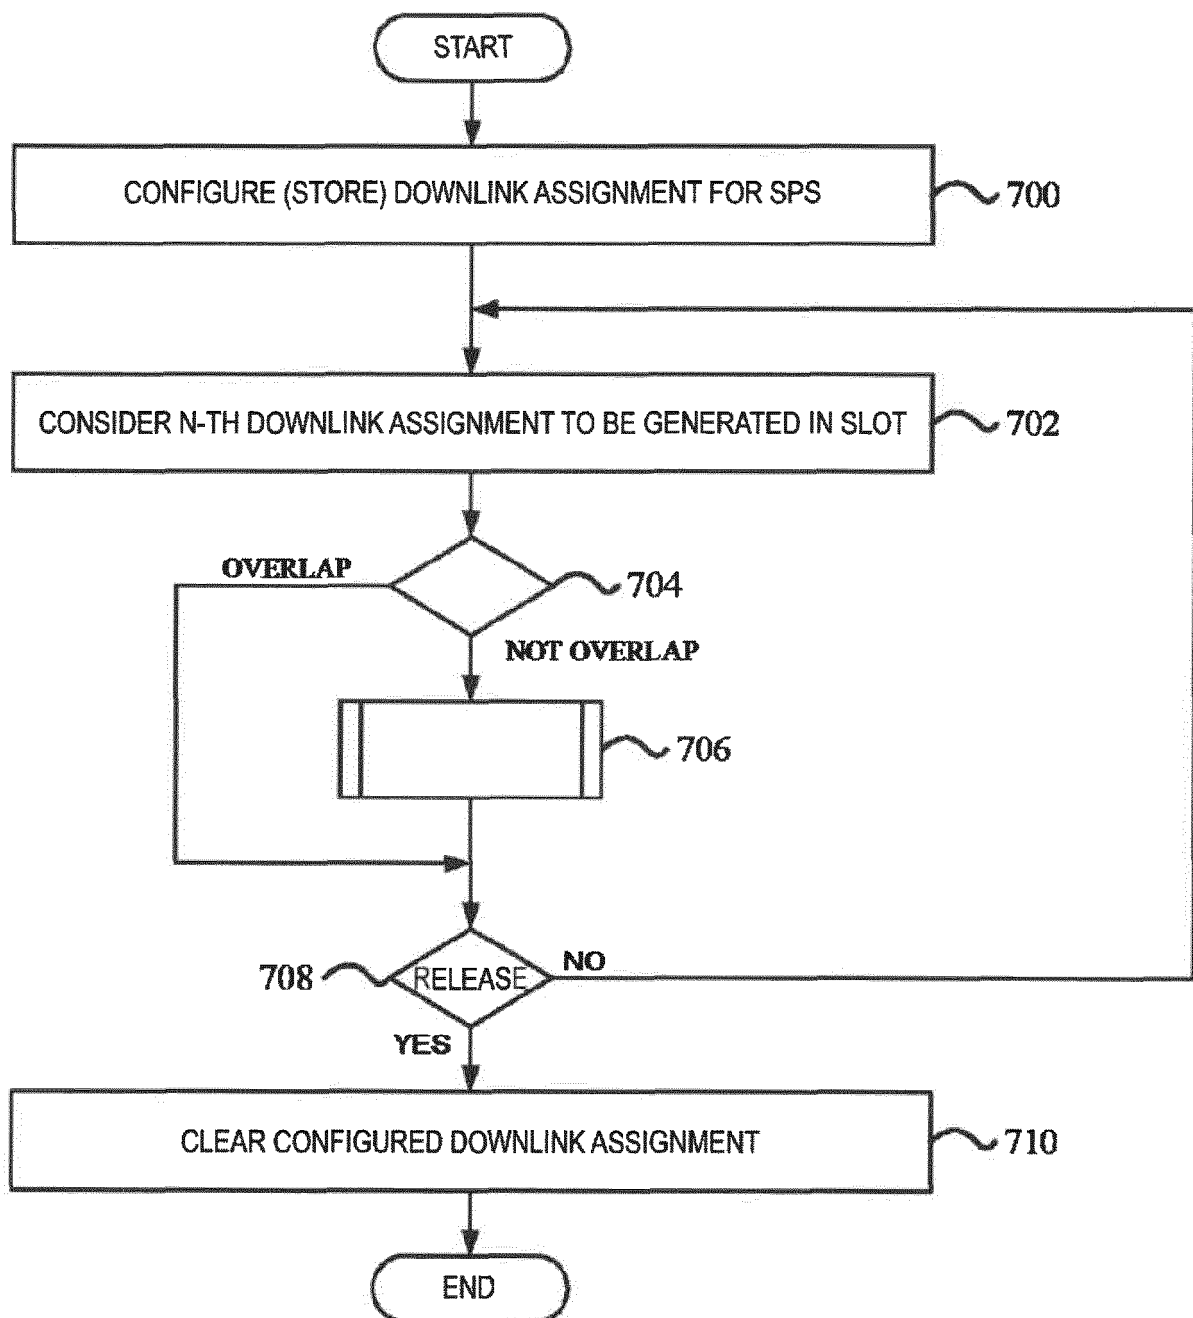 START
CONFIGURE (STORE) DOWNLINK ASSIGNMENT FOR SPS
700
CONSIDER N-TH DOWNLINK ASSIGNMENT TO BE GENERATED IN SLOT
702
OVERLAP
704
NOT OVERLAP
706
708
RELEASE
NO
YES
CLEAR CONFIGURED DOWNLINK ASSIGNMENT
710
END